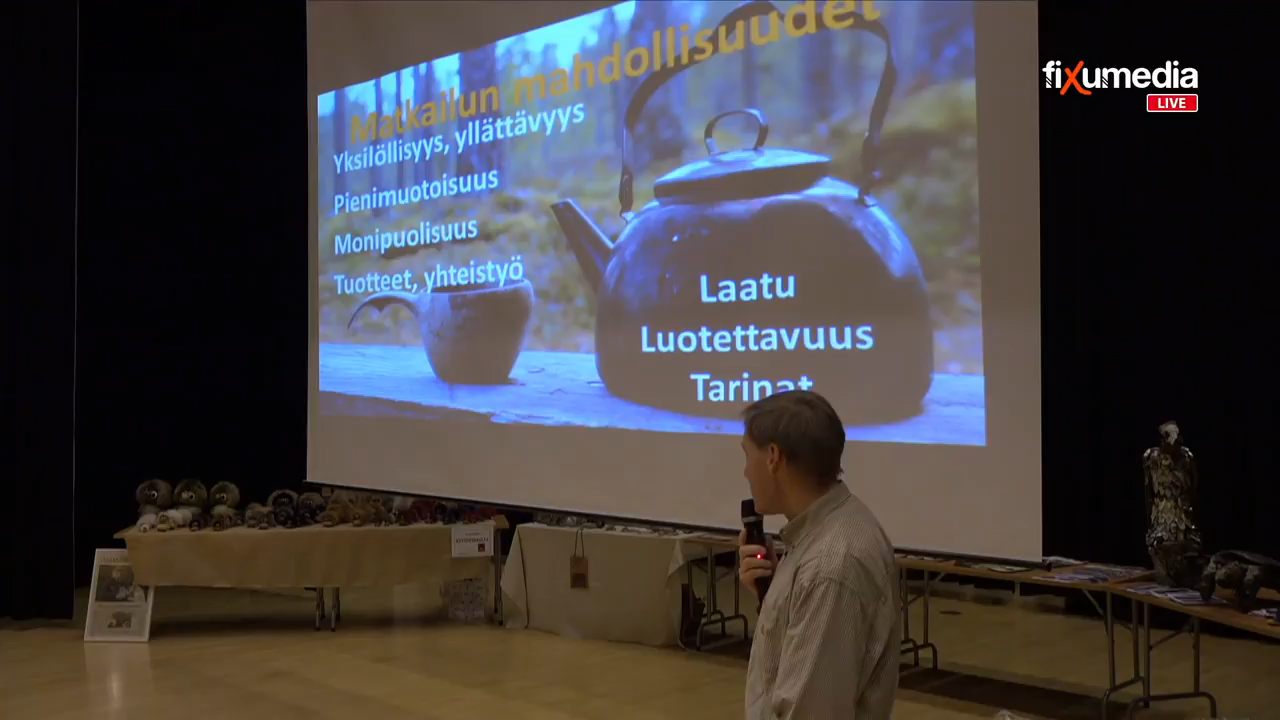 Matkailun mahdollisuudet
Yksilöllisyys, yllättävyys
Pienimuotoisuus
Monipuolisuus
Tuotteet, yhteistyö
Laatu
Luotettavuus
Tarinat
fixumedia
LIVE